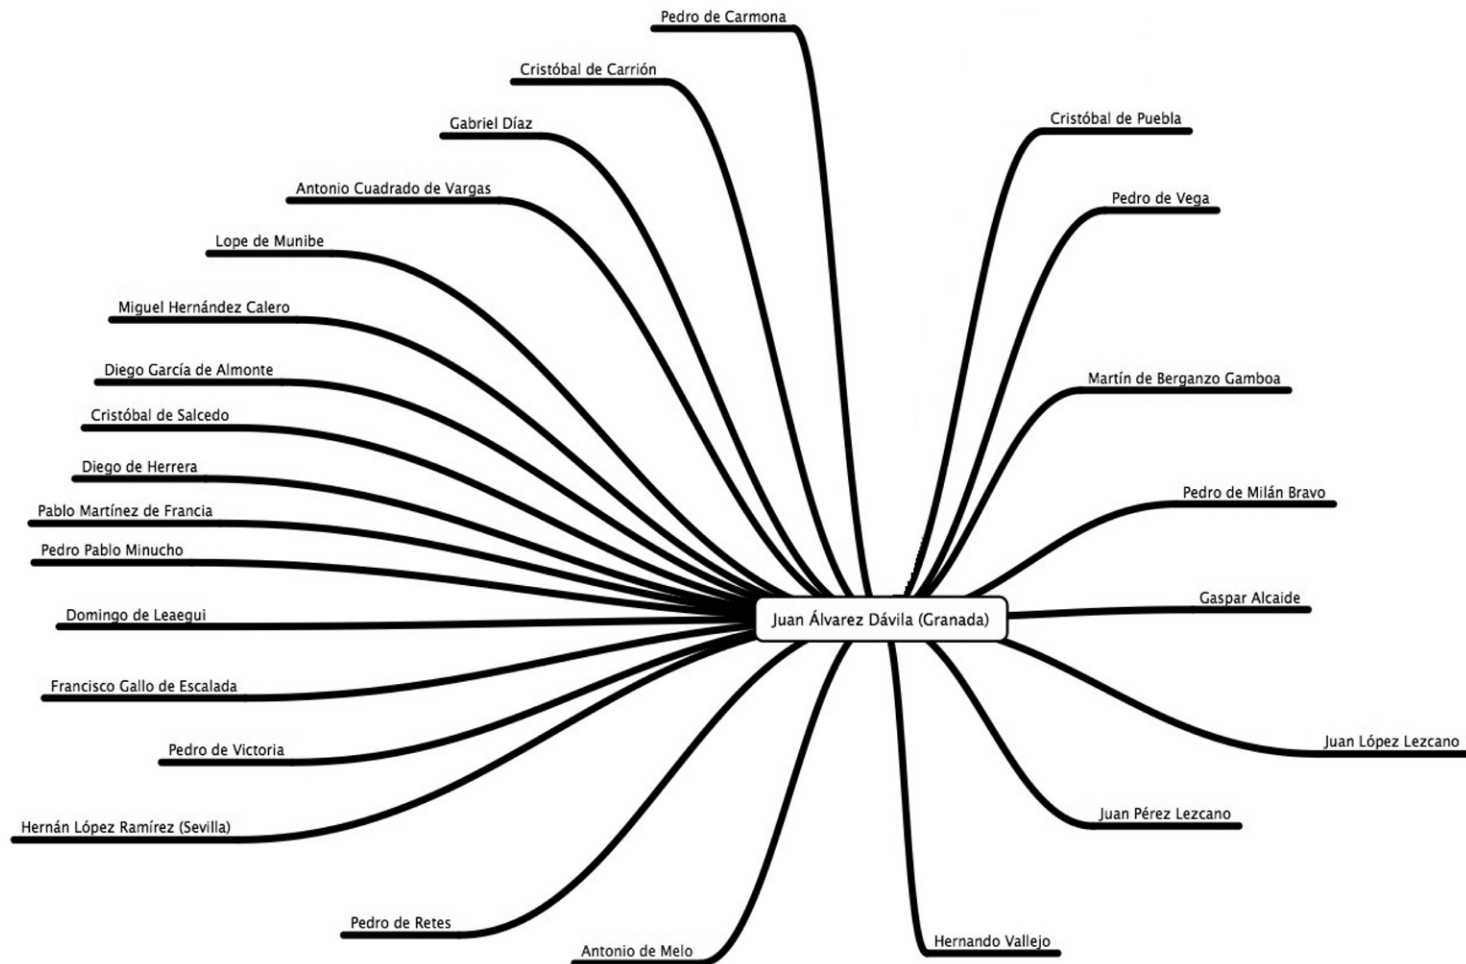 Pedro de Carmona
Cristóbal de Carrión
Gabriel Díaz
Cristóbal de Puebla
Antonio Cuadrado de Vargas
Pedro de Vega
Lope de Munibe
Miguel Hernández Calero
Diego García de Almonte
Martín de Berganzo Gamboa
Cristóbal de Salcedo
Diego de Herrera
Pedro de Milán Bravo
Pablo Martínez de Francia
Pedro Pablo Minucho
Gaspar Alcaide
Domingo de Leaegui
Juan Álvarez Dávila (Granada)
Francisco Gallo de Escalada
Juan López Lezcano
Pedro de Victoria
Juan Pérez Lezcano
Hernán López Ramírez (Sevilla)
Pedro de Retes
Hernando Vallejo
Antonio de Melo